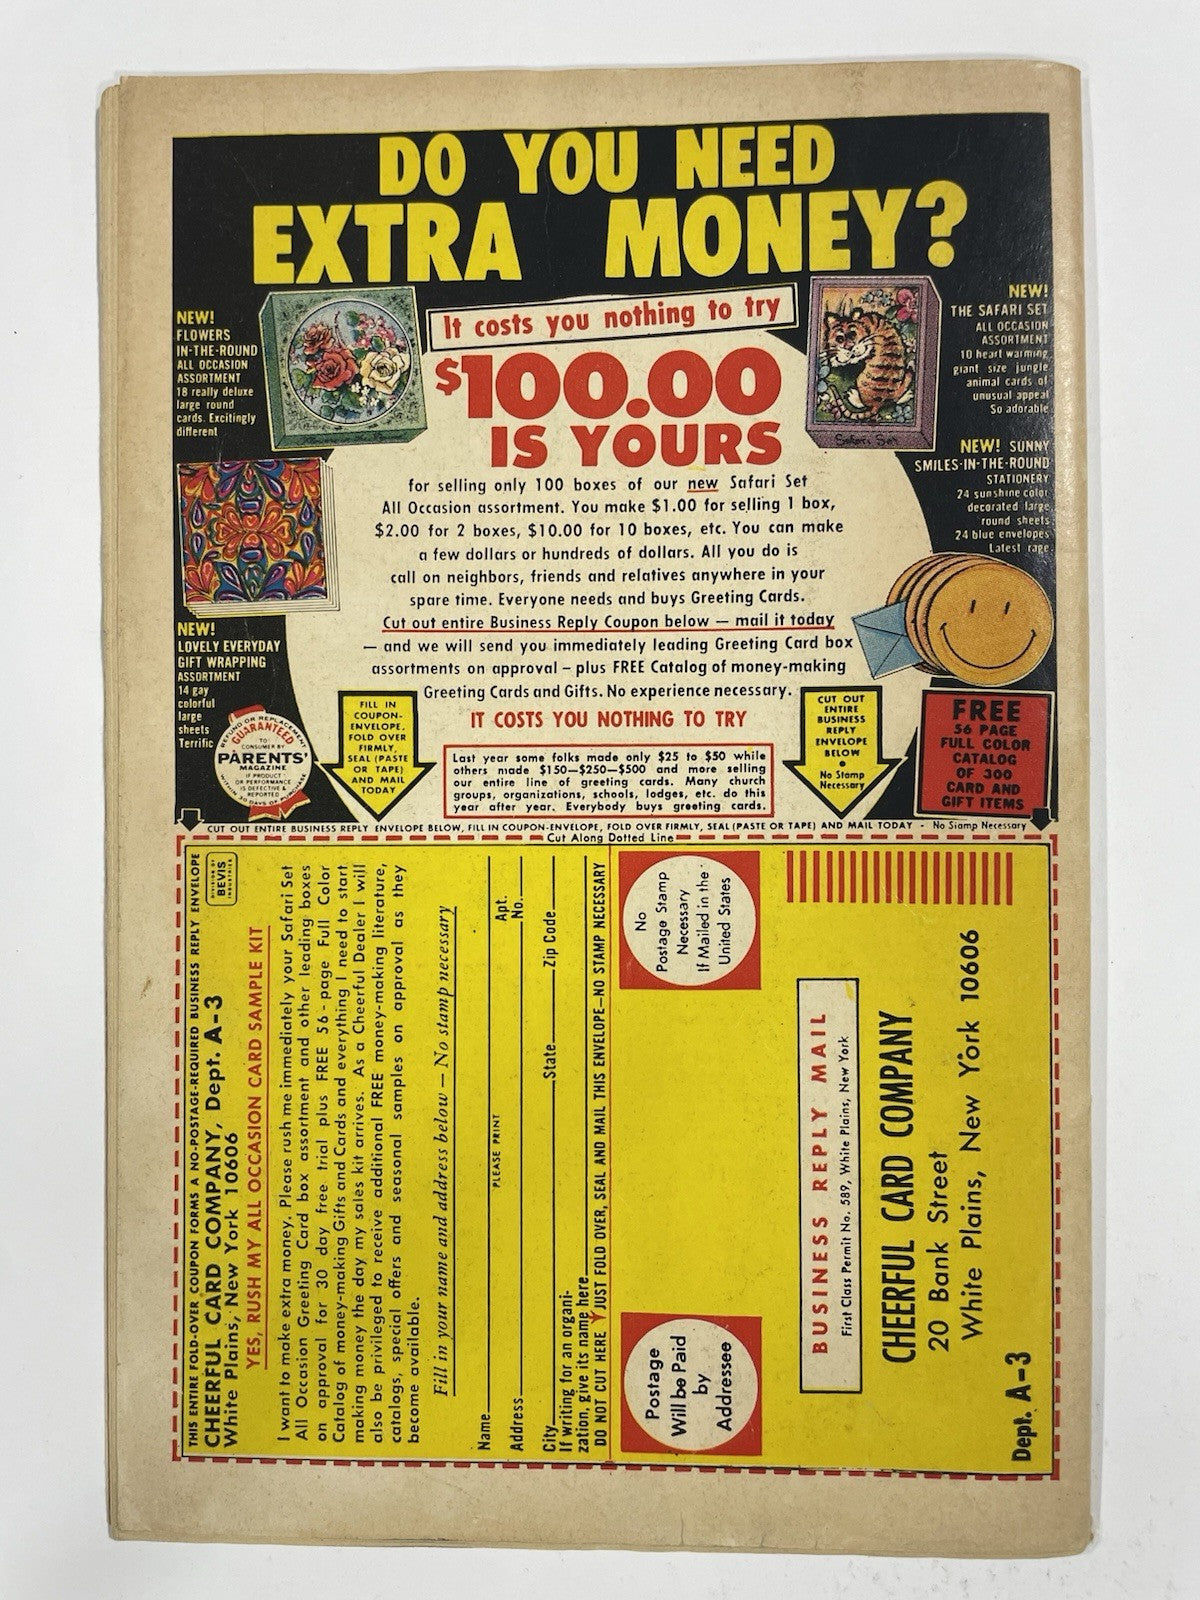 DO YOU NEED
EXTRA MONEY?
It costs you nothing to try
$100.00
IS YOURS
for selling only 100 boxes of our new Safari Set
All Occasion assortment. You make $1.00 for selling 1 box,
$2.00 for 2 boxes, $10.00 for 10 boxes, etc. You can make
a few dollars or hundreds of dollars. All you do is
call on neighbors, friends and relatives anywhere in your
spare time. Everyone needs and buys Greeting Cards.
Cut out entire Business Reply Coupon below — mail it today
— and we will send you immediately leading Greeting Card box
assortments on approval – plus FREE Catalog of money-making
Greeting Cards and Gifts. No experience necessary.
IT COSTS YOU NOTHING TO TRY
Last year some folks made only $25 to $50 while
others made $150—$250—$500 and more selling
our entire line of greeting cards. Many church
groups, organizations, schools, lodges, etc. do this
year after year. Everybody buys greeting cards.
NEW!
FLOWERS
IN-THE-ROUND
ALL OCCASION
ASSORTMENT
18 really deluxe
large round
cards. Excitingly
different
NEW!
LOVELY EVERYDAY
GIFT WRAPPING
ASSORTMENT
14 gay
colorful
large
sheets
Terrific
REFUND OR REPLACEMENT
GUARANTEED
TO
CONSUMER BY
PARENTS'
MAGAZINE
IF PRODUCT
OR PERFORMANCE
IS DEFECTIVE &
REPORTED
WITHIN 30 DAYS OF PURCHASE
FILL IN
COUPON-
ENVELOPE,
FOLD OVER
FIRMLY,
SEAL (PASTE
OR TAPE)
AND MAIL
TODAY
Safari Set
NEW!
THE SAFARI SET
ALL OCCASION
ASSORTMENT
10 heart warming
giant size jungle
animal cards of
unusual appeal
So adorable
NEW! SUNNY
SMILES-IN-THE-ROUND
STATIONERY
24 sunshine color
decorated large
round sheets
24 blue envelopes
Latest rage
CUT OUT
ENTIRE
BUSINESS
REPLY
ENVELOPE
BELOW
•
No Stamp
Necessary
FREE
56 PAGE
FULL COLOR
CATALOG
OF 300
CARD AND
GIFT ITEMS
CUT OUT ENTIRE BUSINESS REPLY ENVELOPE BELOW, FILL IN COUPON-ENVELOPE, FOLD OVER FIRMLY, SEAL (PASTE OR TAPE) AND MAIL TODAY - No Stamp Necessary
Cut Along Dotted Line
THIS ENTIRE FOLD-OVER COUPON FORMS A NO-POSTAGE-REQUIRED BUSINESS REPLY ENVELOPE
CHEERFUL CARD COMPANY, Dept. A-3
White Plains, New York 10606
DIVISION OF
BEVIS
INDUSTRIES
YES, RUSH MY ALL OCCASION CARD SAMPLE KIT
I want to make extra money. Please rush me immediately your Safari Set
All Occasion Greeting Card box assortment and other leading boxes
on approval for 30 day free trial plus FREE 56-page Full Color
Catalog of money-making Gifts and Cards and everything I need to start
making money the day my sales kit arrives. As a Cheerful Dealer I will
also be privileged to receive additional FREE money-making literature,
catalogs, special offers and seasonal samples on approval as they
become available.
Fill in your name and address below — No stamp necessary
Name
PLEASE PRINT
Address Apt. No.
City State Zip Code
If writing for an organi-
zation, give its name here
DO NOT CUT HERE JUST FOLD OVER, SEAL AND MAIL THIS ENVELOPE—NO STAMP NECESSARY
Postage
Will be Paid
by
Addressee
No
Postage Stamp
Necessary
If Mailed in the
United States
BUSINESS REPLY MAIL
First Class Permit No. 589, White Plains, New York
CHEERFUL CARD COMPANY
20 Bank Street
White Plains, New York 10606
Dept. A-3